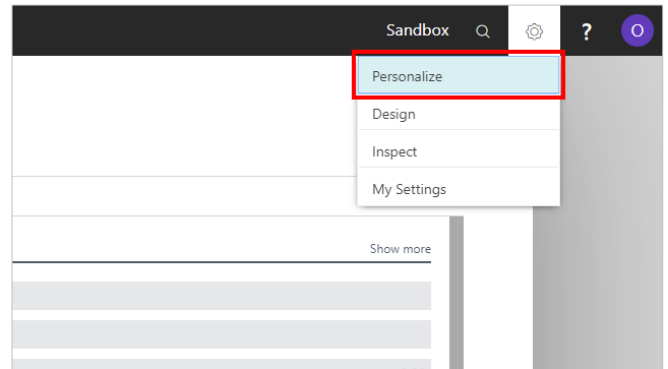 Sandbox ? O
Personalize
Design
Inspect
My Settings
Show more